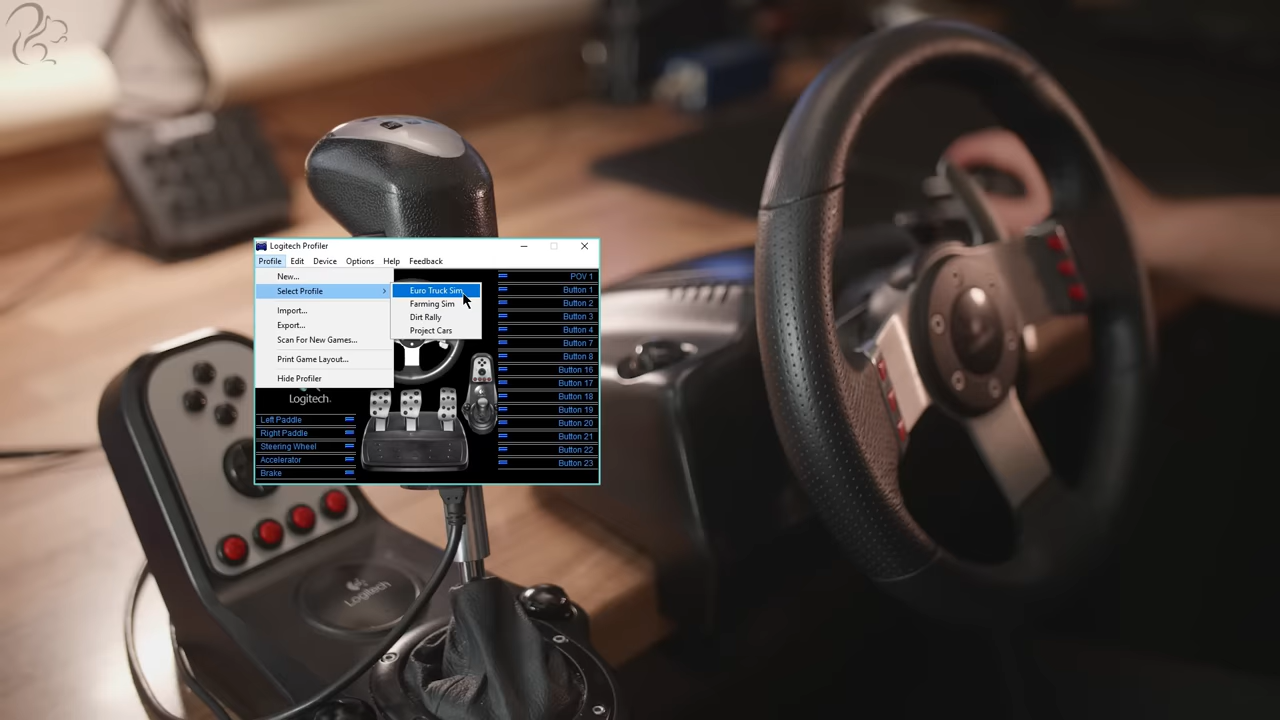 Logitech Profiler
Profile Edit Device Options Help Feedback
New...
Select Profile
Import...
Export...
Scan For New Games...
Print Game Layout...
Hide Profiler
Euro Truck Sim
Farming Sim
Dirt Rally
Project Cars
Logitech
Left Paddle
Right Paddle
Steering Wheel
Accelerator
Brake
POV 1
Button 1
Button 2
Button 3
Button 4
Button 7
Button 8
Button 16
Button 17
Button 18
Button 19
Button 20
Button 21
Button 22
Button 23
Logitech